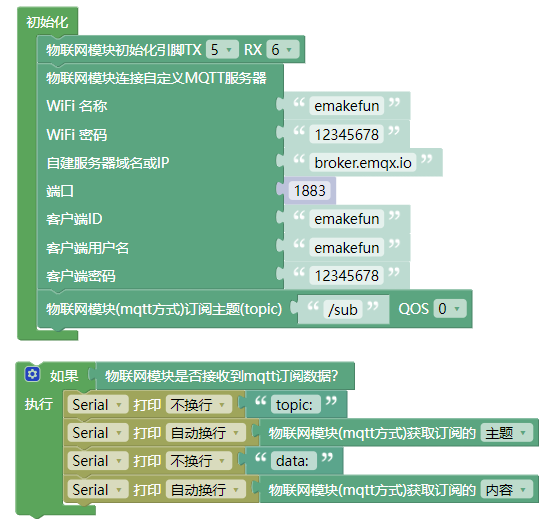 初始化
物联网模块初始化引脚TX 5 RX 6
物联网模块连接自定义MQTT服务器
WiFi 名称 “ emakefun ”
WiFi 密码 “ 12345678 ”
自建服务器域名或IP “ broker.emqx.io ”
端口 1883
客户端ID “ emakefun ”
客户端用户名 “ emakefun ”
客户端密码 “ 12345678 ”
物联网模块(mqtt方式)订阅主题(topic) “ /sub ” QOS 0
如果 物联网模块是否接收到mqtt订阅数据?
执行 Serial 打印 不换行 “ topic: ”
Serial 打印 自动换行 物联网模块(mqtt方式)获取订阅的 主题
Serial 打印 不换行 “ data: ”
Serial 打印 自动换行 物联网模块(mqtt方式)获取订阅的 内容